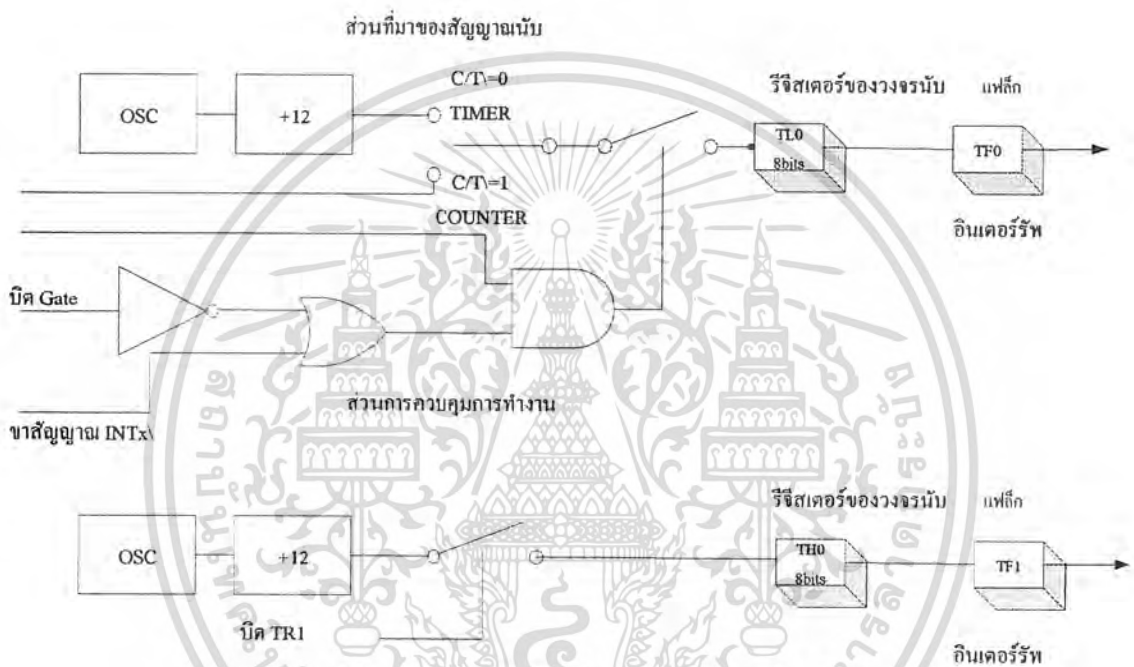 ส่วนที่มาของสัญญาณนับ
C/T\=0
รีจีสเตอร์ของวงจรนับ แฟล็ก
OSC
+12
TIMER
TL0
8bits
TF0
C/T\=1
COUNTER
อินเตอร์รัพ
บิต Gate
ส่วนการควบคุมการทำงาน
ขาสัญญาณ INTx\
รีจีสเตอร์ของวงจรนับ แฟล็ก
OSC
+12
TH0
8bits
TF1
บิต TR1
อินเตอร์รัพ